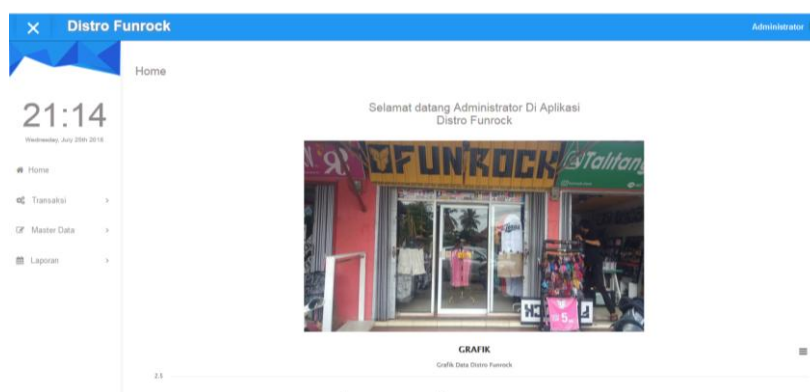 Distro Funrock
Administrator
Home
21:14
Wednesday, July 25th 2018
Home
Transaksi
Master Data
Laporan
Selamat datang Administrator Di Aplikasi
Distro Funrock
FUNROCK
Talitang
5
GRAFIK
Grafik Data Distro Funrock
2.5